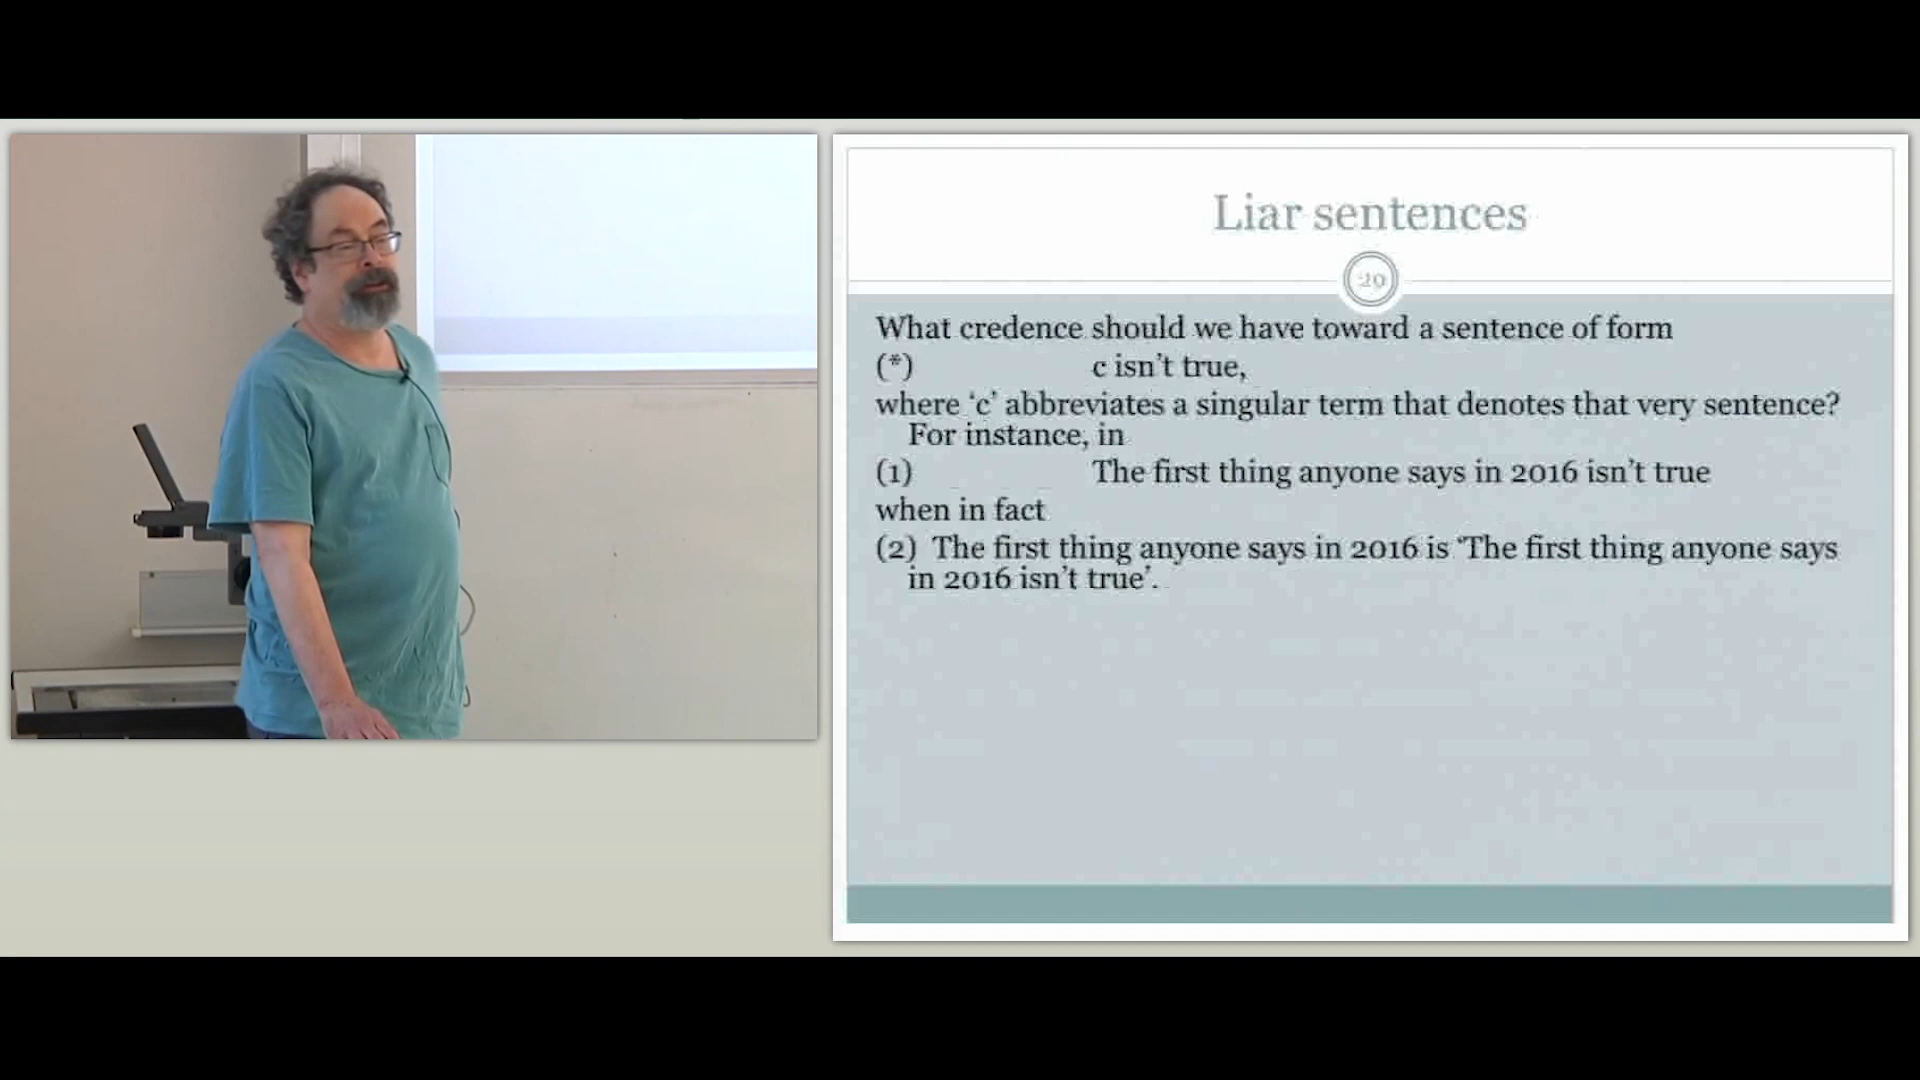 Liar sentences
29
What credence should we have toward a sentence of form
(*) c isn't true,
where ‘c’ abbreviates a singular term that denotes that very sentence?
For instance, in
(1) The first thing anyone says in 2016 isn't true
when in fact
(2) The first thing anyone says in 2016 is ‘The first thing anyone says
in 2016 isn't true’.